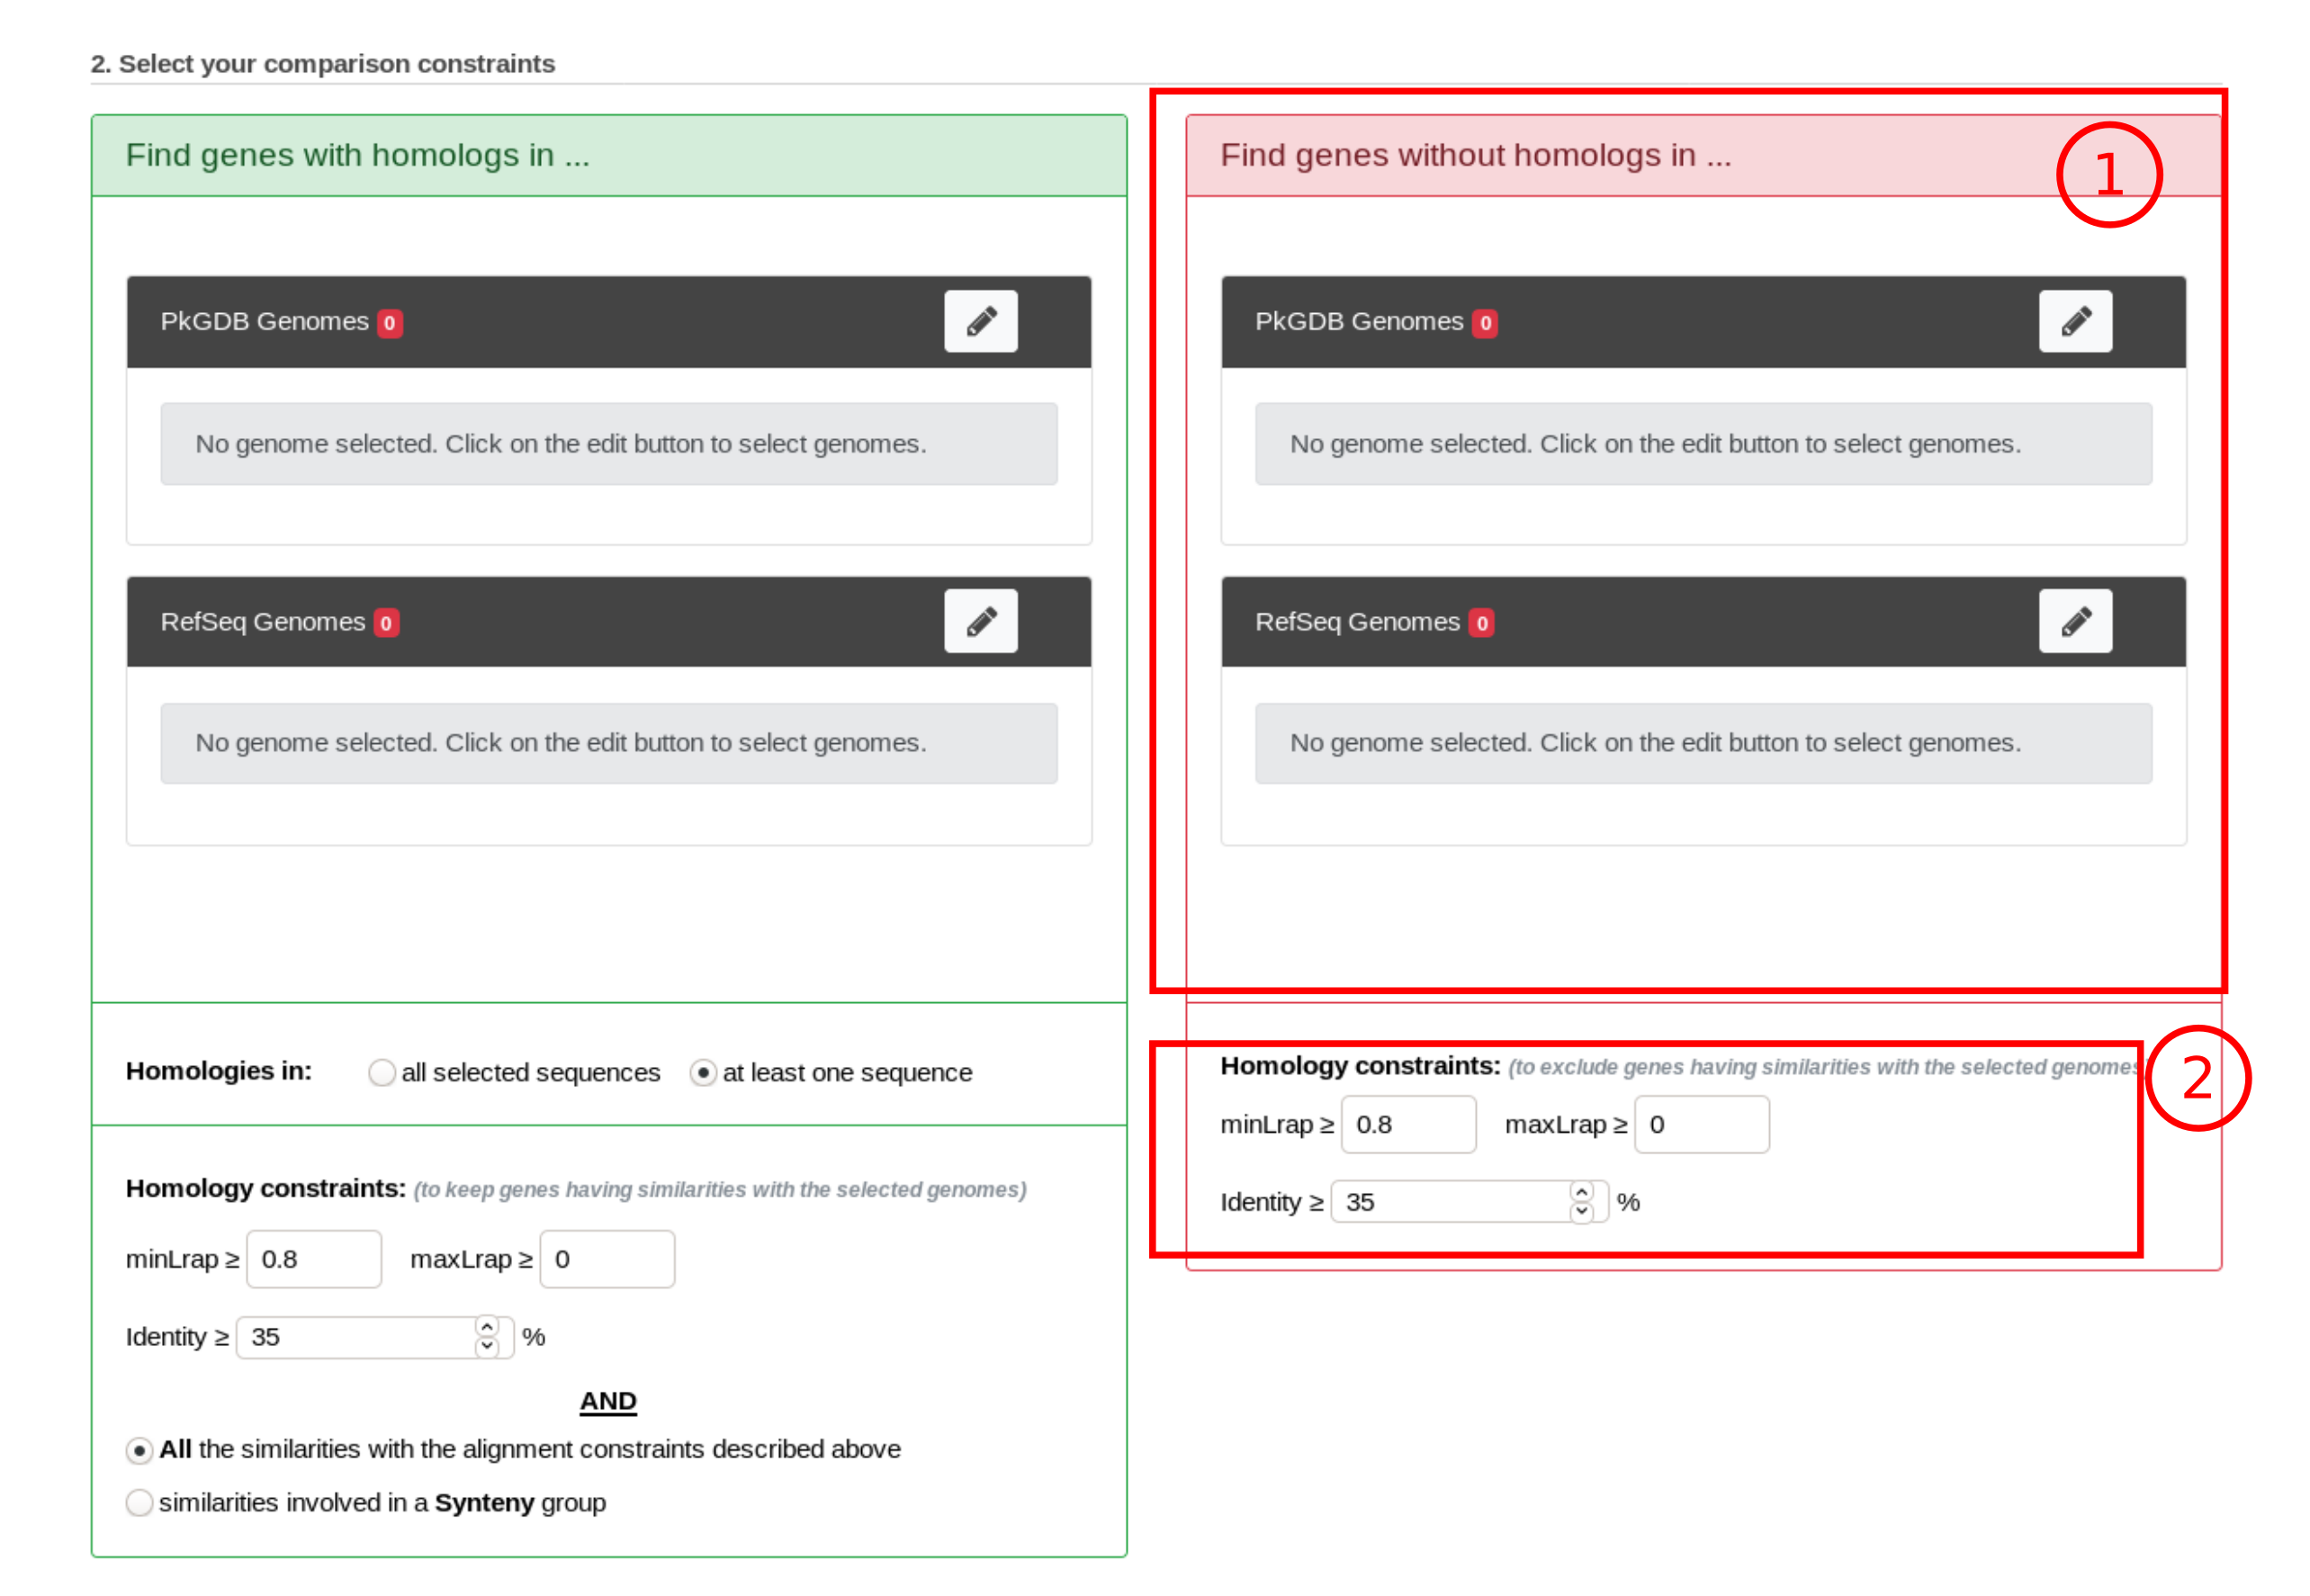 2. Select your comparison constraints
Find genes with homologs in ...
PkGDB Genomes 0
No genome selected. Click on the edit button to select genomes.
RefSeq Genomes 0
No genome selected. Click on the edit button to select genomes.
Homologies in: all selected sequences at least one sequence
Homology constraints: (to keep genes having similarities with the selected genomes)
minLrap ≥ 0.8 maxLrap ≥ 0
Identity ≥ 35 %
AND
All the similarities with the alignment constraints described above
similarities involved in a Synteny group
Find genes without homologs in ...
1
PkGDB Genomes 0
No genome selected. Click on the edit button to select genomes.
RefSeq Genomes 0
No genome selected. Click on the edit button to select genomes.
Homology constraints: (to exclude genes having similarities with the selected genomes
2
minLrap ≥ 0.8 maxLrap ≥ 0
Identity ≥ 35 %